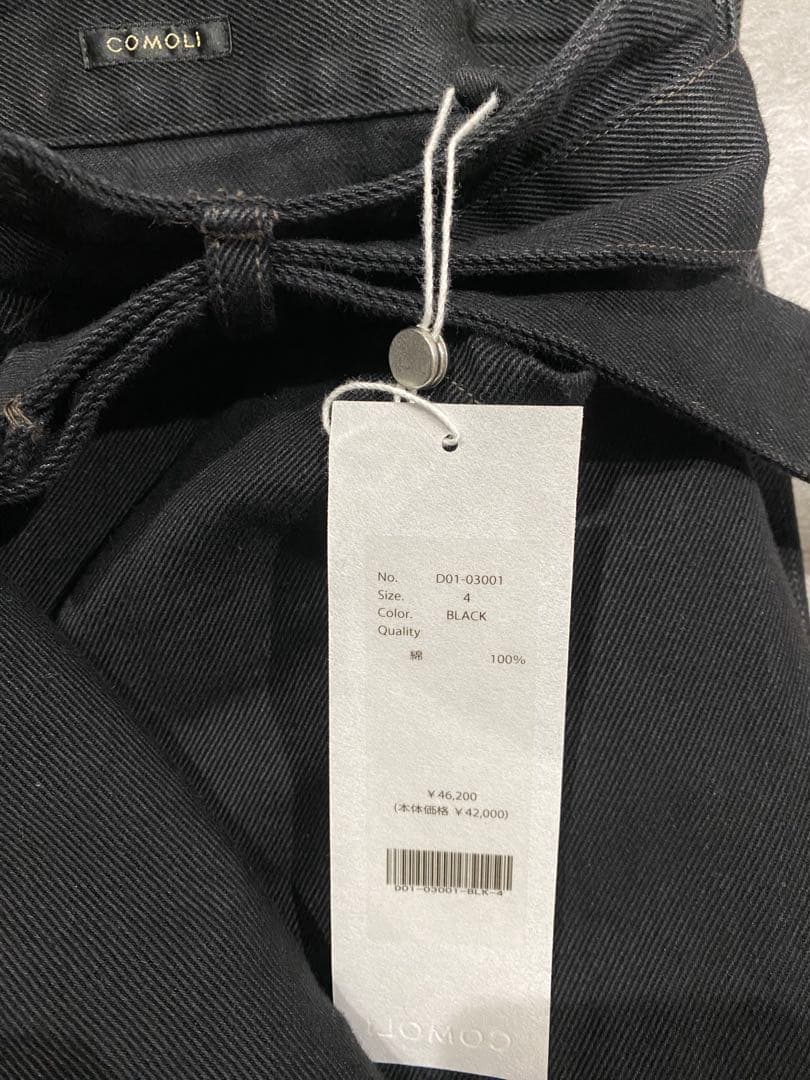 COMOLI
No. D01-03001
Size. 4
Color. BLACK
Quality
綿 100%
￥46,200
(本体価格 ￥42,000)
D01-03001-BLK-4
COMOLI